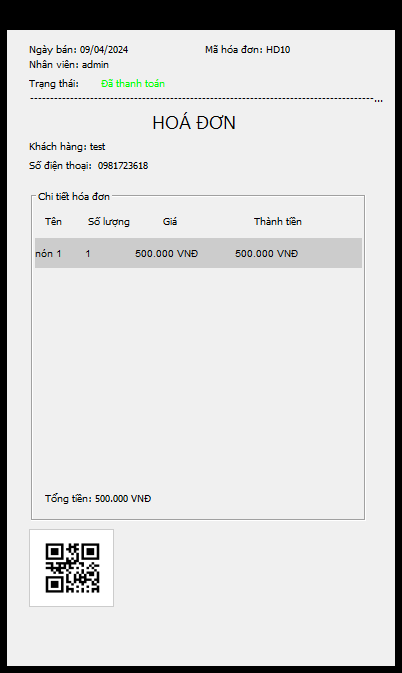 Ngày bán: 09/04/2024 Mã hóa đơn: HD10
Nhân viên: admin
Trạng thái: Đã thanh toán
HOÁ ĐƠN
Khách hàng: test
Số điện thoại: 0981723618
Chi tiết hóa đơn
Tên Số lượng Giá Thành tiền
nón 1 1 500.000 VNĐ 500.000 VNĐ
Tổng tiền: 500.000 VNĐ